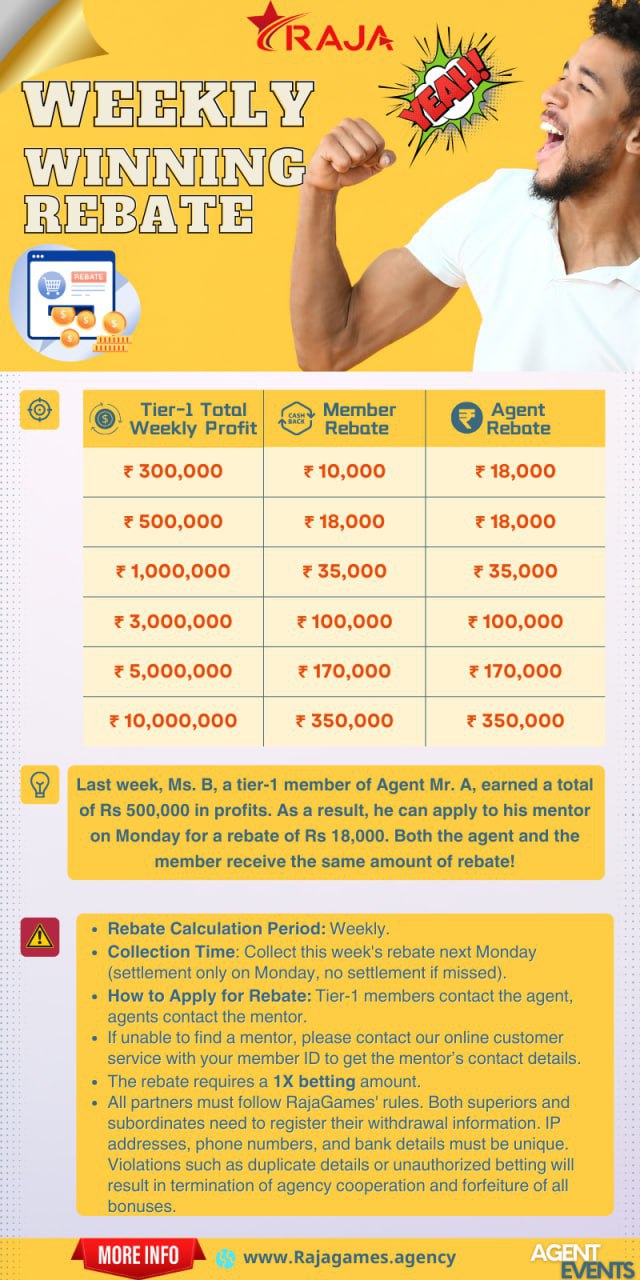 RAJA
YEAH!
WEEKLY
WINNING
REBATE
REBATE
Tier-1 Total
Weekly Profit
CASH
BACK
Member
Rebate
₹
Agent
Rebate
₹ 300,000 ₹ 10,000 ₹ 18,000
₹ 500,000 ₹ 18,000 ₹ 18,000
₹ 1,000,000 ₹ 35,000 ₹ 35,000
₹ 3,000,000 ₹ 100,000 ₹ 100,000
₹ 5,000,000 ₹ 170,000 ₹ 170,000
₹ 10,000,000 ₹ 350,000 ₹ 350,000
Last week, Ms. B, a tier-1 member of Agent Mr. A, earned a total
of Rs 500,000 in profits. As a result, he can apply to his mentor
on Monday for a rebate of Rs 18,000. Both the agent and the
member receive the same amount of rebate!
• Rebate Calculation Period: Weekly.
• Collection Time: Collect this week's rebate next Monday
(settlement only on Monday, no settlement if missed).
• How to Apply for Rebate: Tier-1 members contact the agent,
agents contact the mentor.
• If unable to find a mentor, please contact our online customer
service with your member ID to get the mentor's contact details.
• The rebate requires a 1X betting amount.
• All partners must follow RajaGames' rules. Both superiors and
subordinates need to register their withdrawal information. IP
addresses, phone numbers, and bank details must be unique.
Violations such as duplicate details or unauthorized betting will
result in termination of agency cooperation and forfeiture of all
bonuses.
MORE INFO
www.Rajagames.agency
AGENT
EVENTS